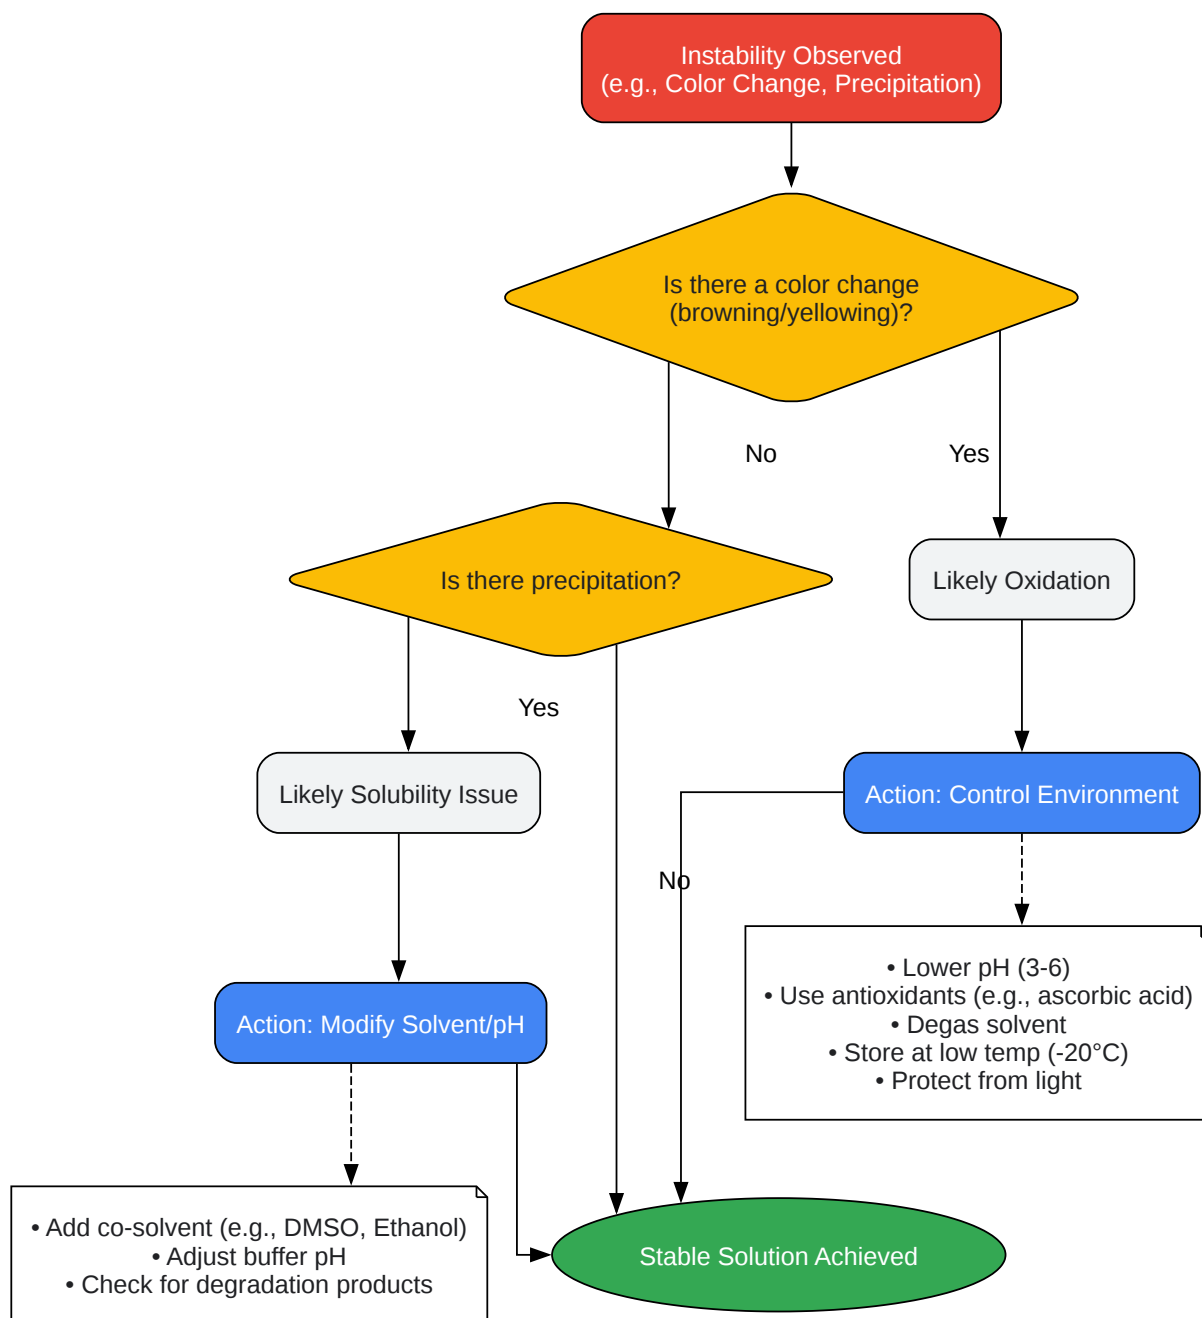 Instability Observed
(e.g., Color Change, Precipitation)
Is there a color change
(browning/yellowing)?
No
Yes
Is there precipitation?
Likely Oxidation
Yes
Likely Solubility Issue
Action: Control Environment
No
• Lower pH (3-6)
• Use antioxidants (e.g., ascorbic acid)
• Degas solvent
• Store at low temp (-20°C)
• Protect from light
Action: Modify Solvent/pH
• Add co-solvent (e.g., DMSO, Ethanol)
• Adjust buffer pH
• Check for degradation products
Stable Solution Achieved